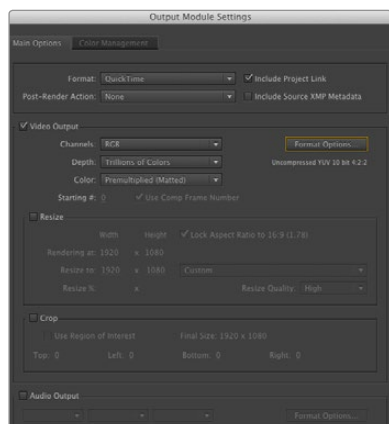 Output Module Settings
Main Options Color Management
Format: QuickTime Include Project Link
Post-Render Action: None Include Source XMP Metadata
Video Output
Channels: RGB Format Options...
Depth: Trillions of Colors Uncompressed YUV 10 bit 4:2:2
Color: Premultiplied (Matted)
Starting #: 0 Use Comp Frame Number
Resize
Width Height Lock Aspect Ratio to 16:9 (1.78)
Rendering at: 1920 x 1080
Resize to: 1920 x 1080 Custom
Resize %: x Resize Quality: High
Crop
Use Region of Interest Final Size: 1920 x 1080
Top: 0 Left: 0 Bottom: 0 Right: 0
Audio Output
Format Options...